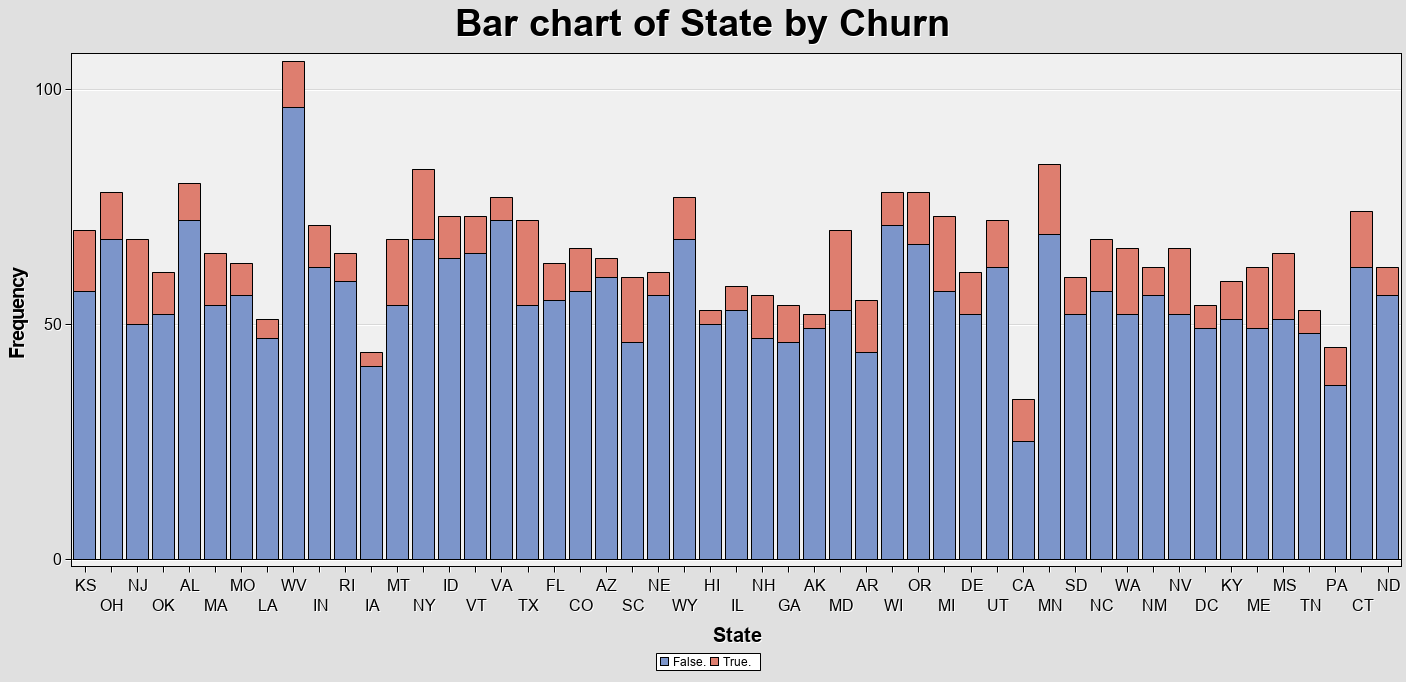 Bar chart of State by Churn
Frequency
100
50
0
KS NJ AL MO WV RI MT ID VA FL AZ NE HI NH AK AR OR DE CA SD WA NV KY MS PA ND
OH OK MA LA IN IA NY VT TX CO SC WY IL GA MD WI MI UT MN NC NM DC ME TN CT
State
False. True.